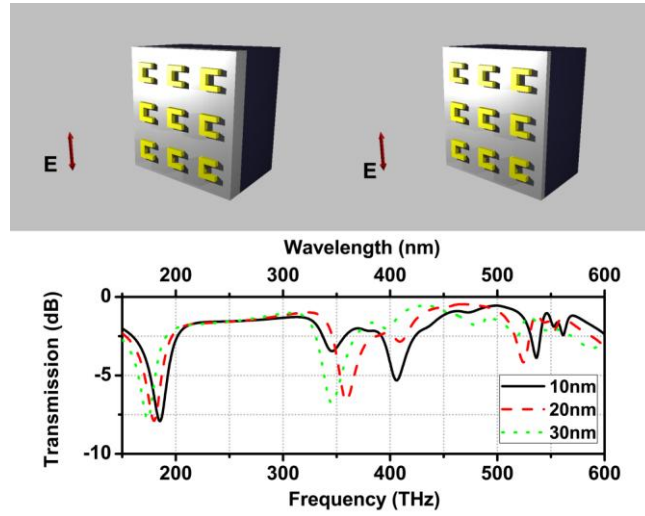 E
E
Wavelength (nm)
200 300 400 500 600
0
-5
-10
Transmission (dB)
10nm
20nm
30nm
200 300 400 500 600
Frequency (THz)